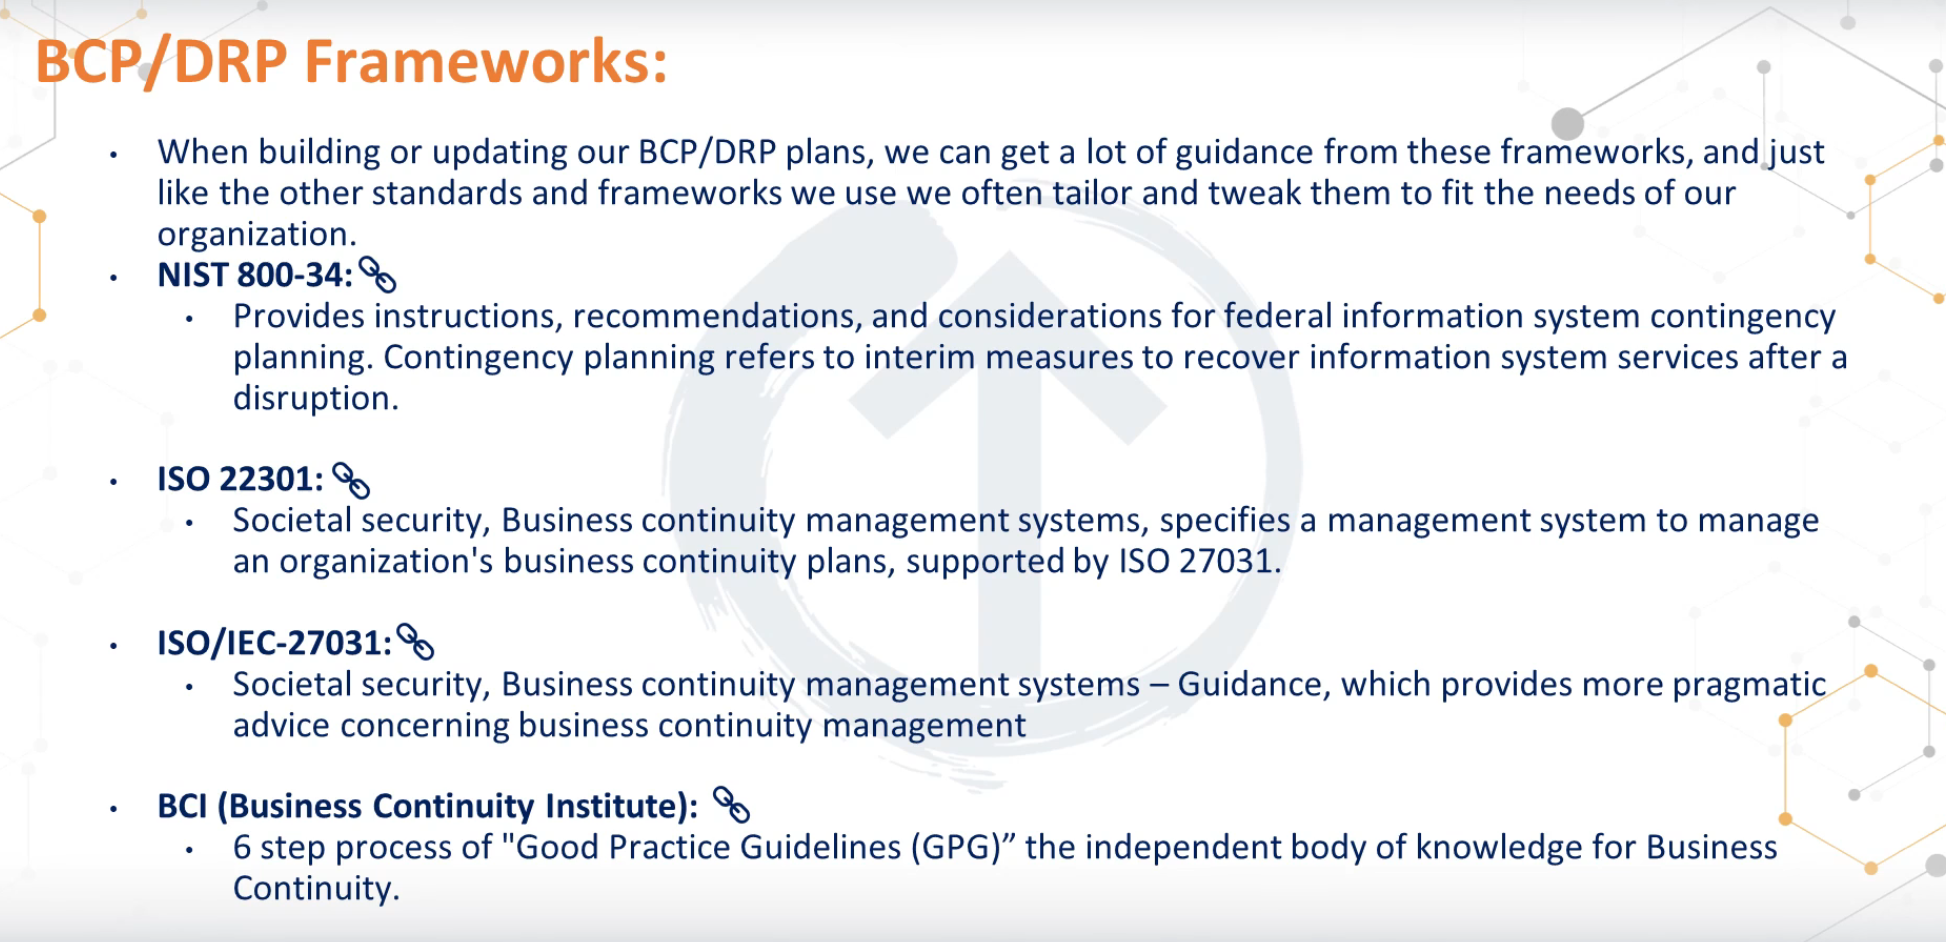 BCP/DRP Frameworks:
• When building or updating our BCP/DRP plans, we can get a lot of guidance from these frameworks, and just
like the other standards and frameworks we use we often tailor and tweak them to fit the needs of our
organization.
• NIST 800-34:
• Provides instructions, recommendations, and considerations for federal information system contingency
planning. Contingency planning refers to interim measures to recover information system services after a
disruption.
• ISO 22301:
• Societal security, Business continuity management systems, specifies a management system to manage
an organization's business continuity plans, supported by ISO 27031.
• ISO/IEC-27031:
• Societal security, Business continuity management systems – Guidance, which provides more pragmatic
advice concerning business continuity management
• BCI (Business Continuity Institute):
• 6 step process of "Good Practice Guidelines (GPG)” the independent body of knowledge for Business
Continuity.